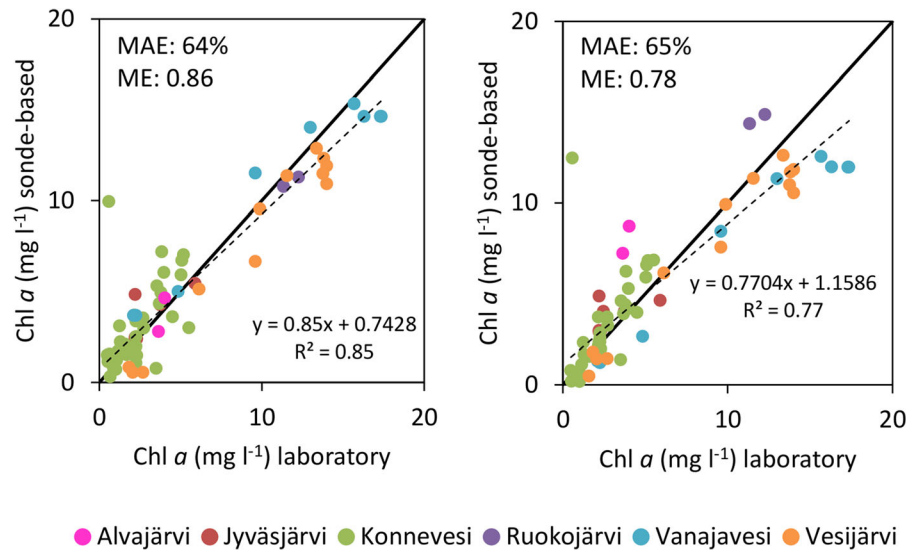 20
MAE: 64%
ME: 0.86
10
0
y = 0.85x + 0.7428
R² = 0.85
0
10
20
Chl a (mg l⁻¹) sonde-based
Chl a (mg l⁻¹) laboratory
20
MAE: 65%
ME: 0.78
10
0
y = 0.7704x + 1.1586
R² = 0.77
0
10
20
Chl a (mg l⁻¹) sonde-based
Chl a (mg l⁻¹) laboratory
Alvajärvi Jyväsjärvi Konnevesi Ruokojärvi Vanajavesi Vesijärvi